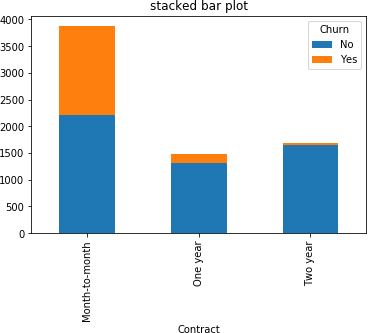 stacked bar plot
Churn
No
Yes
4000
3500
3000
2500
2000
1500
1000
500
0
Month-to-month
One year
Two year
Contract